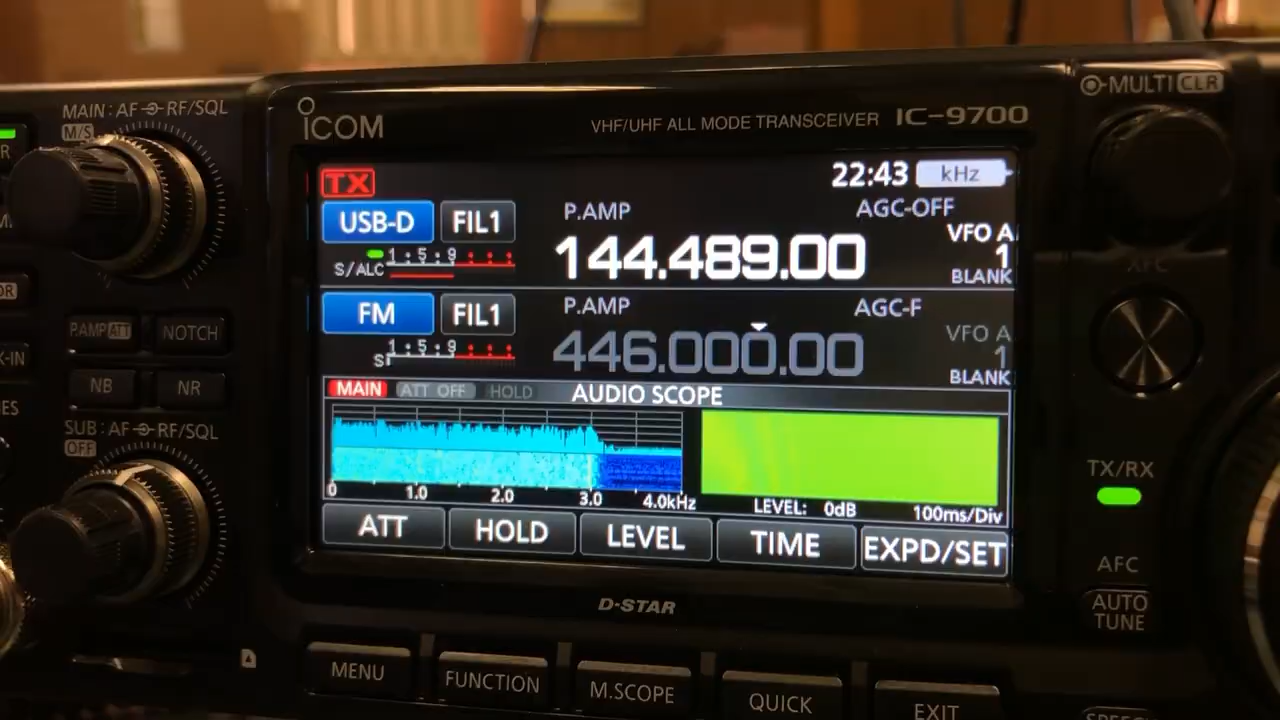 MAIN: AF RF/SQL
M/S
ICOM
VHF/UHF ALL MODE TRANSCEIVER IC-9700
MULTI CLR
TX
22:43 kHz
USB-D FIL1 P.AMP AGC-OFF
144.489.00 VFO A
1
BLANK
S/ALC 1 : 5 : 9
FM FIL1 P.AMP AGC-F
446.000.00 VFO A
1
BLANK
S 1 : 5 : 9
MAIN ATT OFF HOLD AUDIO SCOPE
0 1.0 2.0 3.0 4.0kHz
LEVEL: 0dB 100ms/Div
ATT HOLD LEVEL TIME EXPD/SET
P.AMP ATT NOTCH
NB NR
SUB: AF RF/SQL
OFF
TX/RX
AFC
AUTO
TUNE
D-STAR
MENU FUNCTION M.SCOPE QUICK EXIT